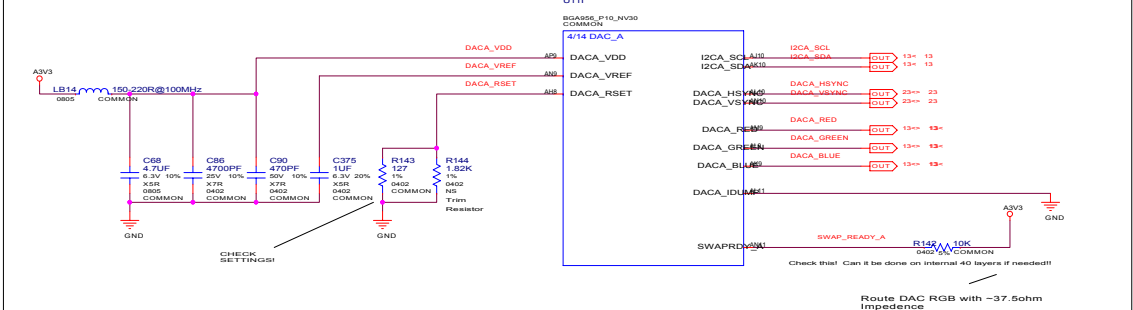 U1H
BGA956_P10_NV30
COMMON
4/14 DAC_A
DACA_VDD AP9 DACA_VDD
DACA_VREF AN9 DACA_VREF
DACA_RSET AH8 DACA_RSET
I2CA_SCL AJ10 I2CA_SCL OUT 13< 13
I2CA_SDA AK10 I2CA_SDA OUT 13< 13
DACA_HSYNC AL10 DACA_HSYNC OUT 23<> 23
DACA_VSYNC DACA_VSYNC OUT 23<> 23
DACA_RED AM9 DACA_RED OUT 13<> 13<
DACA_GREEN DACA_GREEN OUT 13<> 13<
DACA_BLUE AK9 DACA_BLUE OUT 13<> 13<
DACA_IDUMP
GND
SWAPRDY_A SWAP_READY_A
R142 10K
0402 5% COMMON
A3V3
Check this! Can it be done on internal 40 layers if needed!!
Route DAC RGB with ~37.5ohm
Impedence
A3V3
LB14 150-220R@100MHz
0805 COMMON
C68
4.7UF
6.3V 10%
X5R
0805
COMMON
C86
4700PF
25V 10%
X7R
0402
COMMON
C90
470PF
50V 10%
X7R
0402
COMMON
C375
1UF
6.3V 20%
X5R
0402
COMMON
R143
127
1%
0402
COMMON
R144
1.82K
1%
0402
NS
Trim
Resistor
GND
GND
CHECK
SETTINGS!